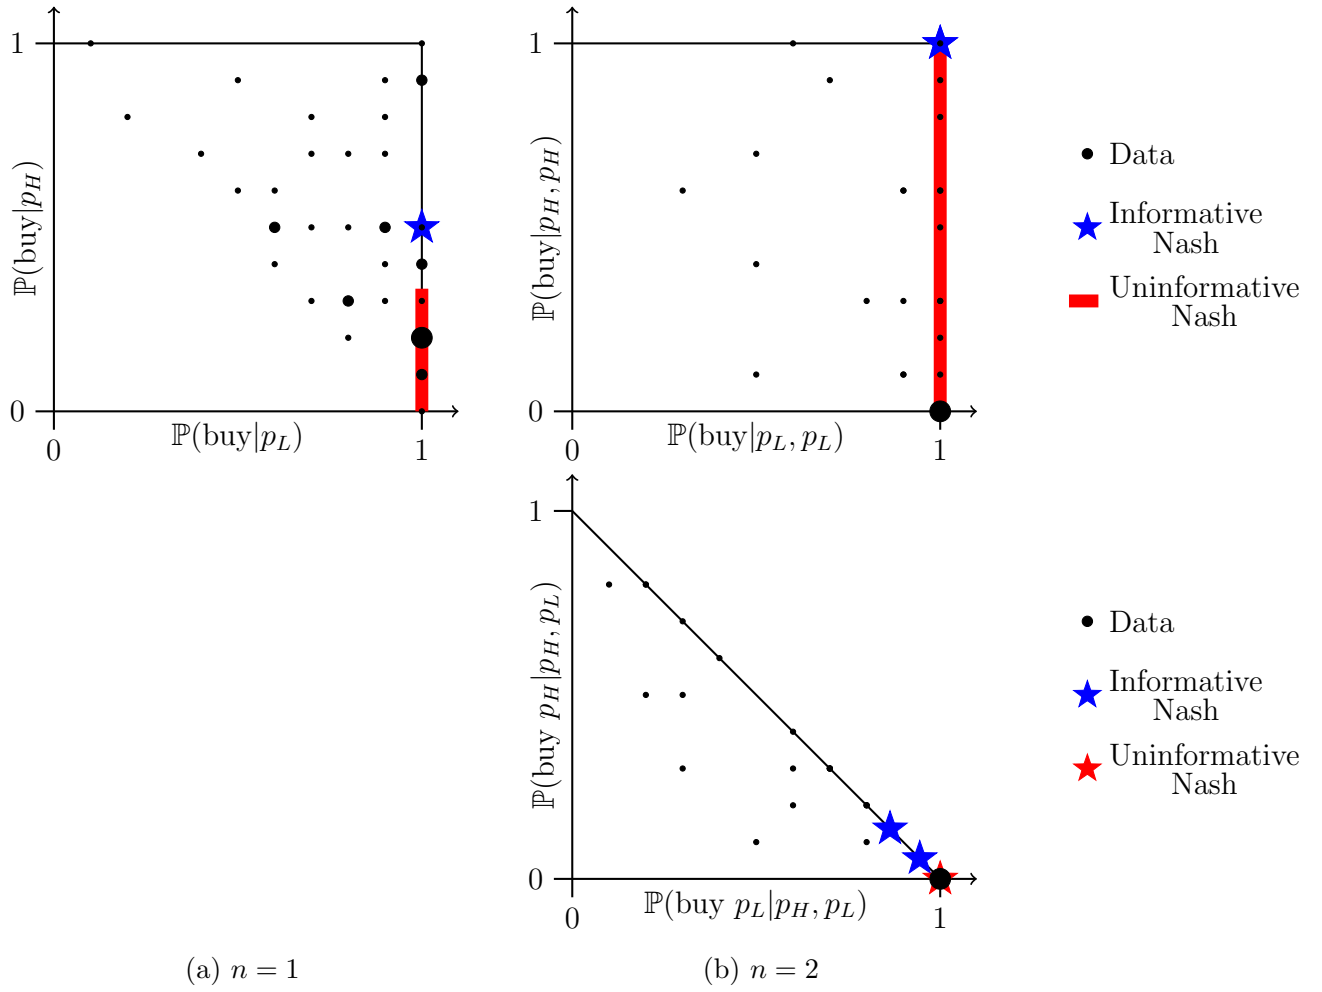 1
ℙ(buy|p_H)
0
0
ℙ(buy|p_L)
1
1
ℙ(buy|p_H, p_H)
0
0
ℙ(buy|p_L, p_L)
1
Data
Informative
Nash
Uninformative
Nash
1
ℙ(buy p_H|p_H, p_L)
0
0
ℙ(buy p_L|p_H, p_L)
1
Data
Informative
Nash
Uninformative
Nash
(a) n = 1
(b) n = 2